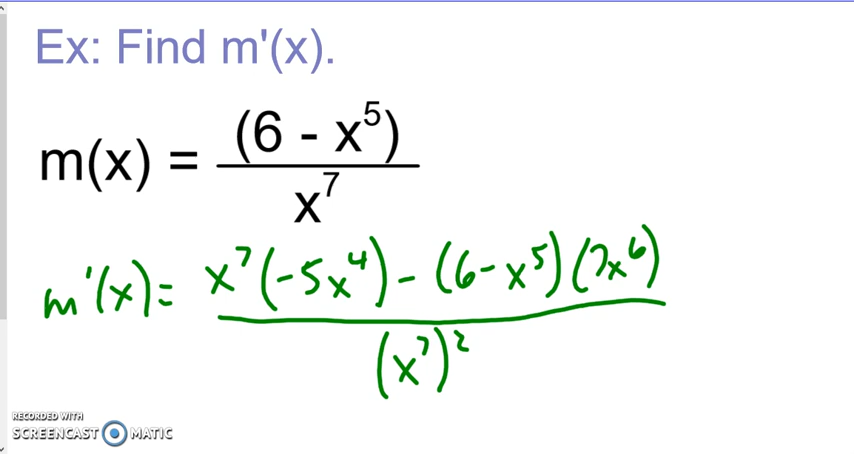 Ex: Find m'(x).
m(x) = (6 - x⁵) / x⁷
m'(x) = x⁷(-5x⁴) - (6-x⁵)(7x⁶) / (x⁷)²
RECORDED WITH
SCREENCAST MATIC